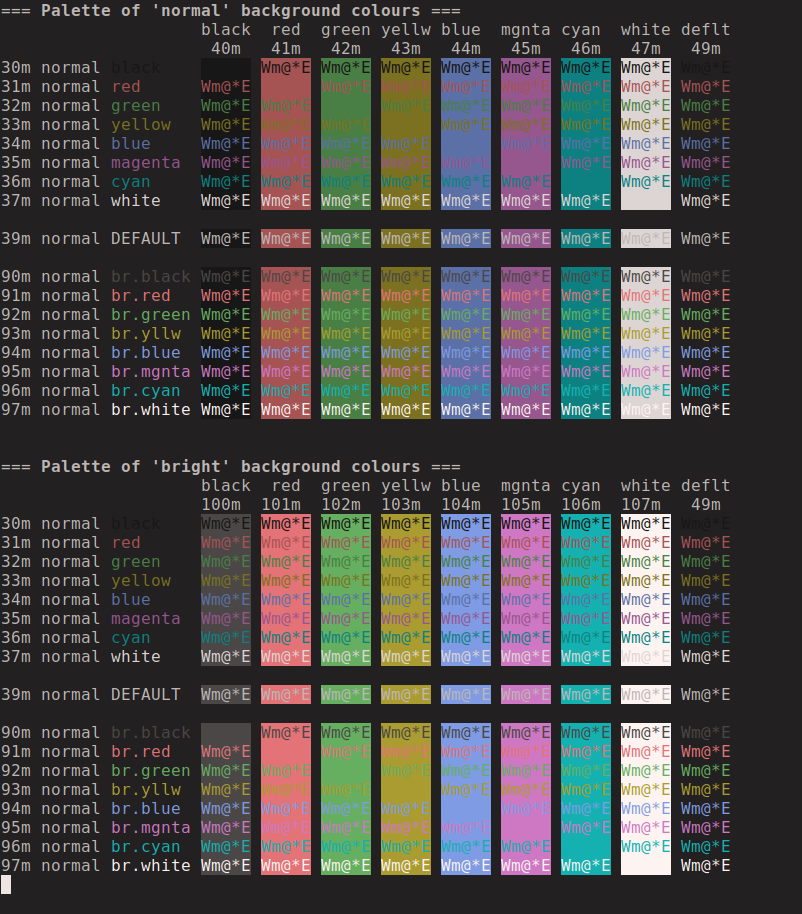 === Palette of 'normal' background colours ===
black red green yellw blue mgnta cyan white deflt
40m 41m 42m 43m 44m 45m 46m 47m 49m
30m normal black Wm@*E Wm@*E Wm@*E Wm@*E Wm@*E Wm@*E Wm@*E Wm@*E
31m normal red Wm@*E Wm@*E Wm@*E Wm@*E Wm@*E Wm@*E Wm@*E Wm@*E
32m normal green Wm@*E Wm@*E Wm@*E Wm@*E Wm@*E Wm@*E Wm@*E Wm@*E
33m normal yellow Wm@*E Wm@*E Wm@*E Wm@*E Wm@*E Wm@*E Wm@*E Wm@*E
34m normal blue Wm@*E Wm@*E Wm@*E Wm@*E Wm@*E Wm@*E Wm@*E Wm@*E
35m normal magenta Wm@*E Wm@*E Wm@*E Wm@*E Wm@*E Wm@*E Wm@*E Wm@*E
36m normal cyan Wm@*E Wm@*E Wm@*E Wm@*E Wm@*E Wm@*E Wm@*E Wm@*E
37m normal white Wm@*E Wm@*E Wm@*E Wm@*E Wm@*E Wm@*E Wm@*E Wm@*E
39m normal DEFAULT Wm@*E Wm@*E Wm@*E Wm@*E Wm@*E Wm@*E Wm@*E Wm@*E Wm@*E
90m normal br.black Wm@*E Wm@*E Wm@*E Wm@*E Wm@*E Wm@*E Wm@*E Wm@*E Wm@*E
91m normal br.red Wm@*E Wm@*E Wm@*E Wm@*E Wm@*E Wm@*E Wm@*E Wm@*E Wm@*E
92m normal br.green Wm@*E Wm@*E Wm@*E Wm@*E Wm@*E Wm@*E Wm@*E Wm@*E Wm@*E
93m normal br.yllw Wm@*E Wm@*E Wm@*E Wm@*E Wm@*E Wm@*E Wm@*E Wm@*E Wm@*E
94m normal br.blue Wm@*E Wm@*E Wm@*E Wm@*E Wm@*E Wm@*E Wm@*E Wm@*E Wm@*E
95m normal br.mgnta Wm@*E Wm@*E Wm@*E Wm@*E Wm@*E Wm@*E Wm@*E Wm@*E Wm@*E
96m normal br.cyan Wm@*E Wm@*E Wm@*E Wm@*E Wm@*E Wm@*E Wm@*E Wm@*E Wm@*E
97m normal br.white Wm@*E Wm@*E Wm@*E Wm@*E Wm@*E Wm@*E Wm@*E Wm@*E Wm@*E
=== Palette of 'bright' background colours ===
black red green yellw blue mgnta cyan white deflt
100m 101m 102m 103m 104m 105m 106m 107m 49m
30m normal black Wm@*E Wm@*E Wm@*E Wm@*E Wm@*E Wm@*E Wm@*E Wm@*E Wm@*E
31m normal red Wm@*E Wm@*E Wm@*E Wm@*E Wm@*E Wm@*E Wm@*E Wm@*E Wm@*E
32m normal green Wm@*E Wm@*E Wm@*E Wm@*E Wm@*E Wm@*E Wm@*E Wm@*E Wm@*E
33m normal yellow Wm@*E Wm@*E Wm@*E Wm@*E Wm@*E Wm@*E Wm@*E Wm@*E Wm@*E
34m normal blue Wm@*E Wm@*E Wm@*E Wm@*E Wm@*E Wm@*E Wm@*E Wm@*E Wm@*E
35m normal magenta Wm@*E Wm@*E Wm@*E Wm@*E Wm@*E Wm@*E Wm@*E Wm@*E Wm@*E
36m normal cyan Wm@*E Wm@*E Wm@*E Wm@*E Wm@*E Wm@*E Wm@*E Wm@*E Wm@*E
37m normal white Wm@*E Wm@*E Wm@*E Wm@*E Wm@*E Wm@*E Wm@*E Wm@*E Wm@*E
39m normal DEFAULT Wm@*E Wm@*E Wm@*E Wm@*E Wm@*E Wm@*E Wm@*E Wm@*E Wm@*E
90m normal br.black Wm@*E Wm@*E Wm@*E Wm@*E Wm@*E Wm@*E Wm@*E Wm@*E
91m normal br.red Wm@*E Wm@*E Wm@*E Wm@*E Wm@*E Wm@*E Wm@*E Wm@*E
92m normal br.green Wm@*E Wm@*E Wm@*E Wm@*E Wm@*E Wm@*E Wm@*E Wm@*E
93m normal br.yllw Wm@*E Wm@*E Wm@*E Wm@*E Wm@*E Wm@*E Wm@*E Wm@*E
94m normal br.blue Wm@*E Wm@*E Wm@*E Wm@*E Wm@*E Wm@*E Wm@*E Wm@*E
95m normal br.mgnta Wm@*E Wm@*E Wm@*E Wm@*E Wm@*E Wm@*E Wm@*E Wm@*E
96m normal br.cyan Wm@*E Wm@*E Wm@*E Wm@*E Wm@*E Wm@*E Wm@*E Wm@*E
97m normal br.white Wm@*E Wm@*E Wm@*E Wm@*E Wm@*E Wm@*E Wm@*E Wm@*E